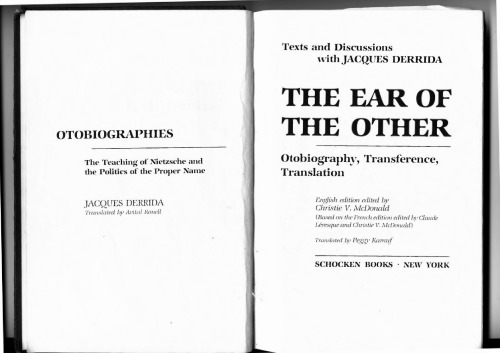 OTOBIOGRAPHIES
The Teaching of Nietzsche and
the Politics of the Proper Name
JACQUES DERRIDA
Translated by Avital Ronell
Texts and Discussions
with JACQUES DERRIDA
THE EAR OF
THE OTHER
Otobiography, Transference,
Translation
English edition edited by
Christie V. McDonald
(Based on the French edition edited by Claude
Lévesque and Christie V. McDonald)
Translated by Peggy Kamuf
SCHOCKEN BOOKS · NEW YORK